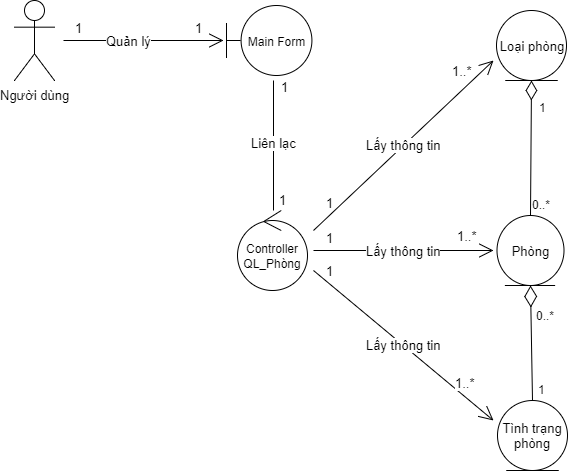 Người dùng
1
Quản lý
1
Main Form
1
Liên lạc
1
Controller
QL_Phòng
1
Lấy thông tin
1..*
Loại phòng
1
0..*
1
Lấy thông tin
1..*
Phòng
0..*
1
1
Lấy thông tin
1..*
Tình trạng
phòng